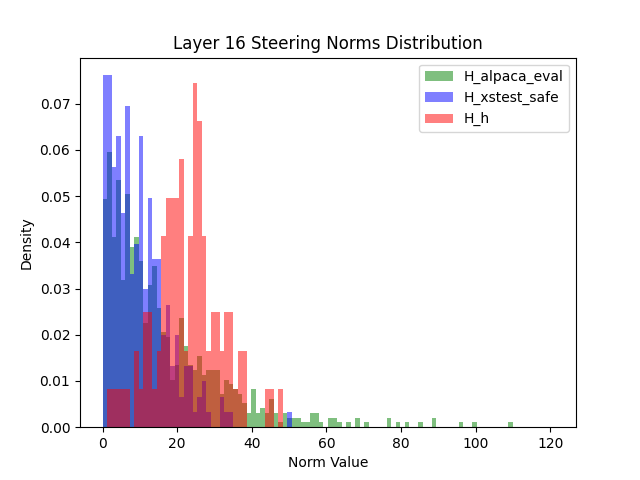 Layer 16 Steering Norms Distribution
H_alpaca_eval
H_xstest_safe
H_h
Density
0.07
0.06
0.05
0.04
0.03
0.02
0.01
0.00
0 20 40 60 80 100 120
Norm Value